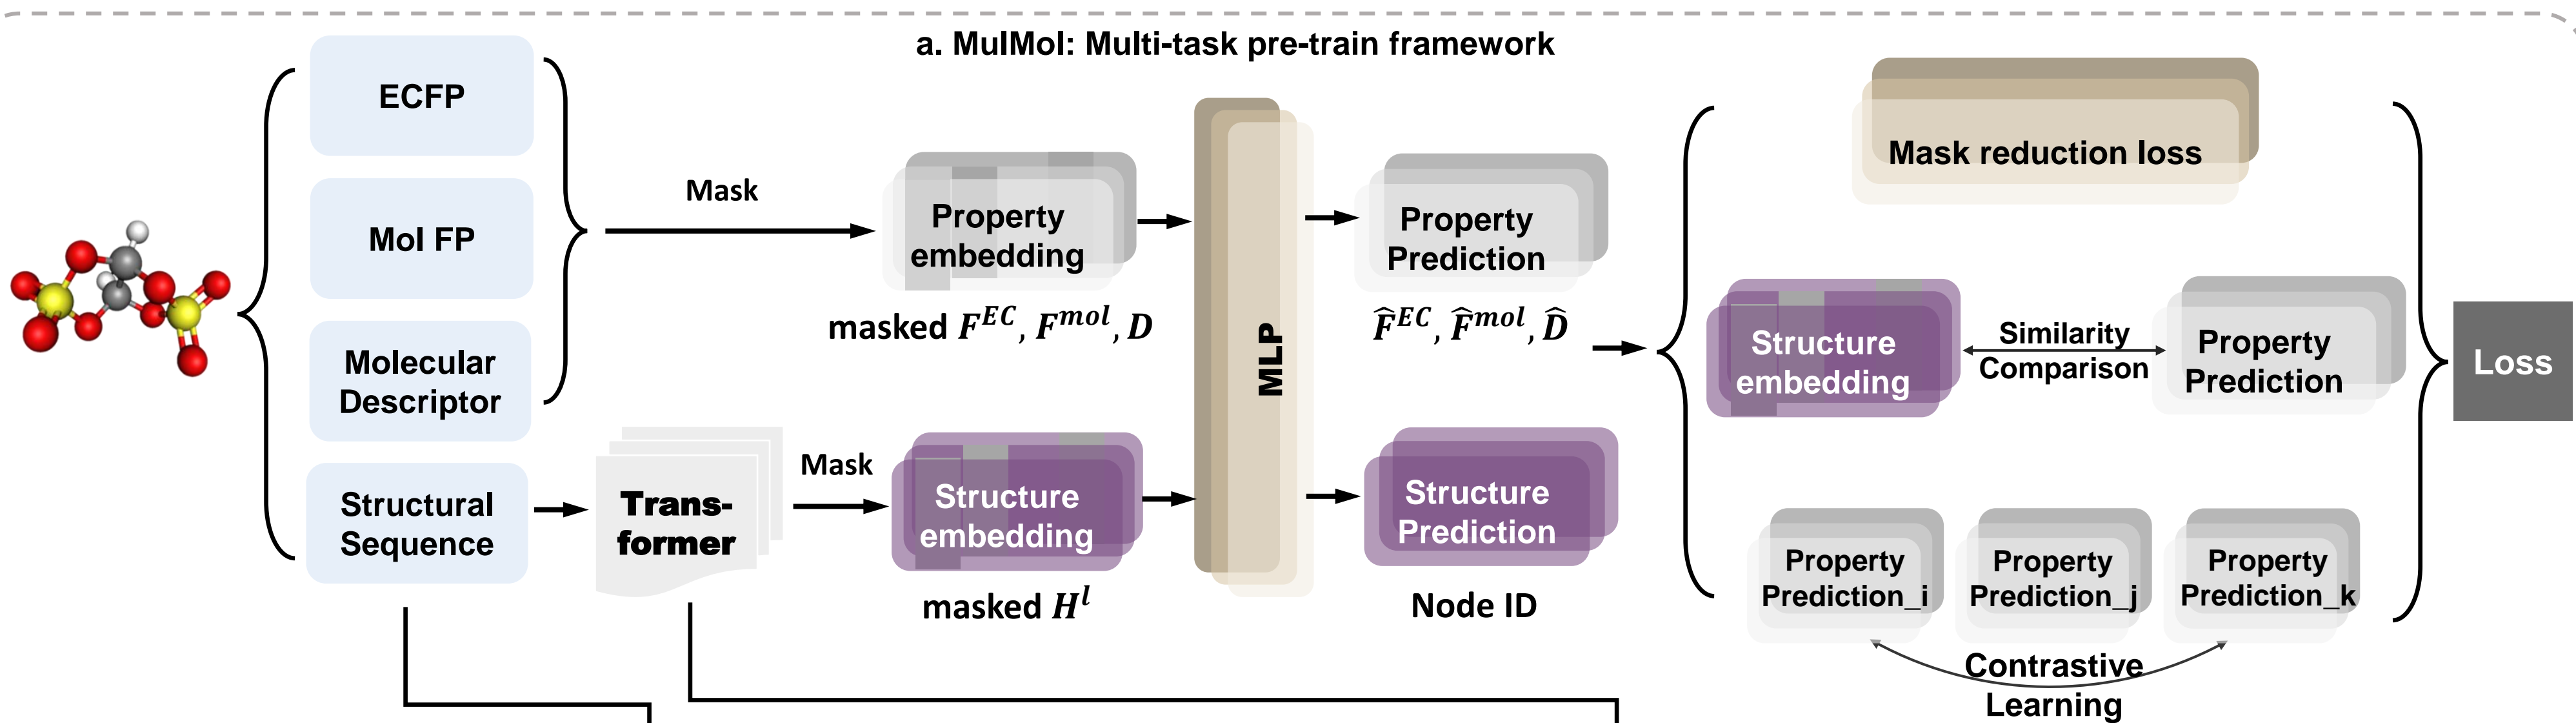 a. MulMol: Multi-task pre-train framework
ECFP
Mol FP
Molecular
Descriptor
Structural
Sequence
Trans-
former
Mask
Property
embedding
masked F^{EC}, F^{mol}, D
Mask
Structure
embedding
masked H^l
MLP
Property
Prediction
F̂^{EC}, F̂^{mol}, D̂
Structure
Prediction
Node ID
Mask reduction loss
Structure
embedding
Similarity
Comparison
Property
Prediction
Property
Prediction_i
Property
Prediction_j
Property
Prediction_k
Contrastive
Learning
Loss